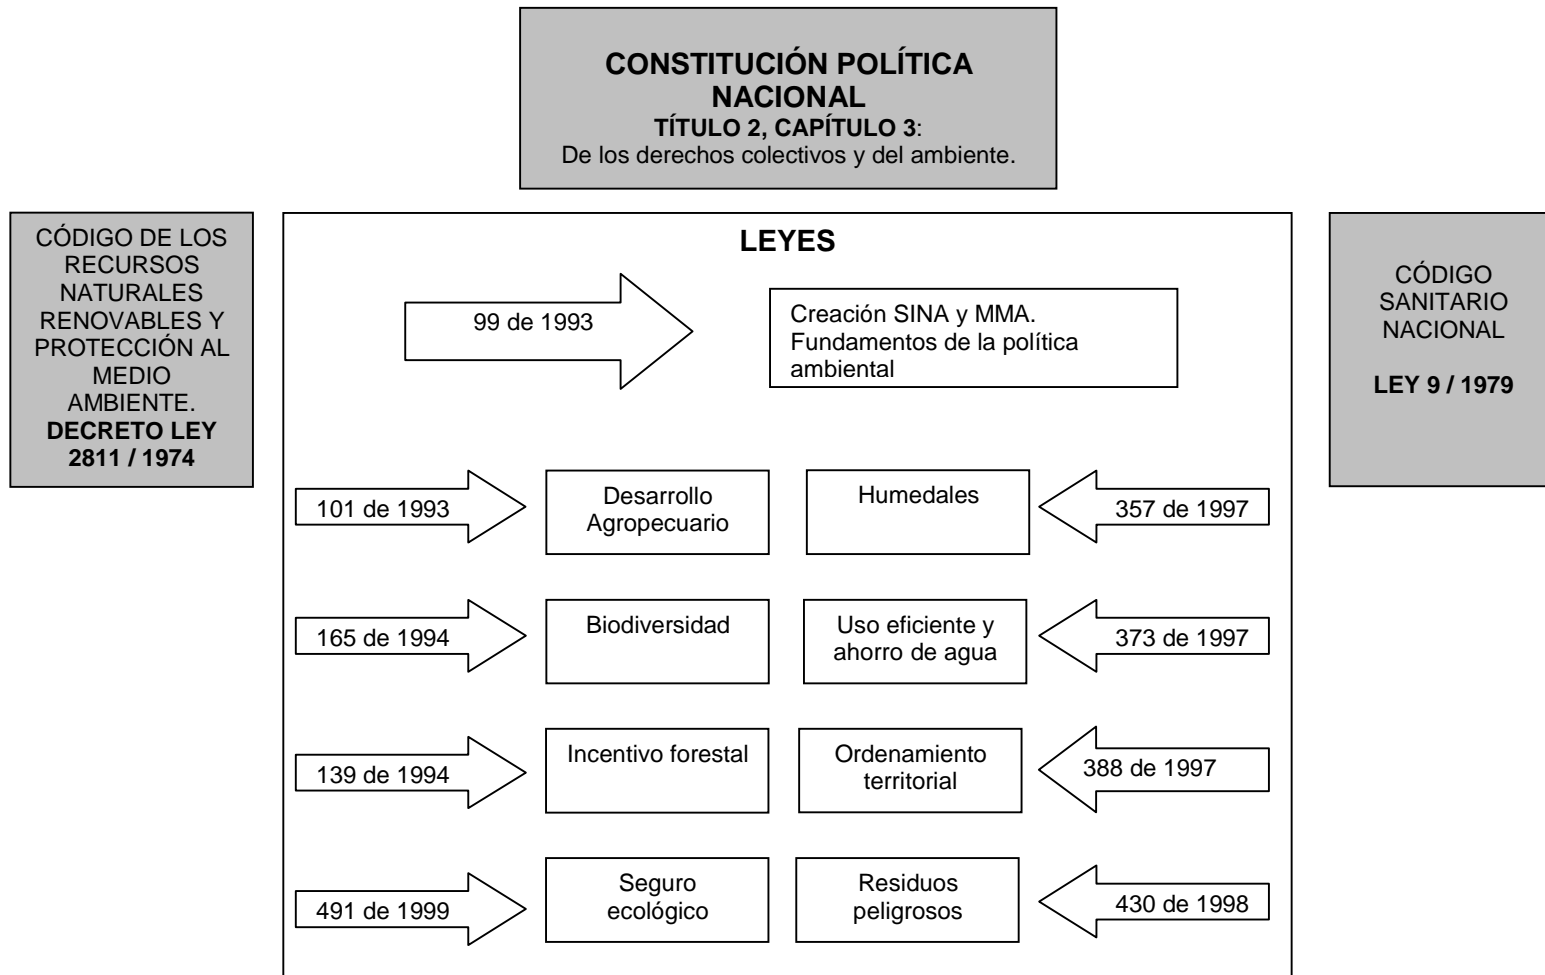 CONSTITUCIÓN POLÍTICA
NACIONAL
TÍTULO 2, CAPÍTULO 3:
De los derechos colectivos y del ambiente.
CÓDIGO DE LOS
RECURSOS
NATURALES
RENOVABLES Y
PROTECCIÓN AL
MEDIO
AMBIENTE.
DECRETO LEY
2811 / 1974
LEYES
99 de 1993
Creación SINA y MMA.
Fundamentos de la política
ambiental
101 de 1993
Desarrollo
Agropecuario
Humedales
357 de 1997
165 de 1994
Biodiversidad
Uso eficiente y
ahorro de agua
373 de 1997
139 de 1994
Incentivo forestal
Ordenamiento
territorial
388 de 1997
491 de 1999
Seguro
ecológico
Residuos
peligrosos
430 de 1998
CÓDIGO
SANITARIO
NACIONAL
LEY 9 / 1979